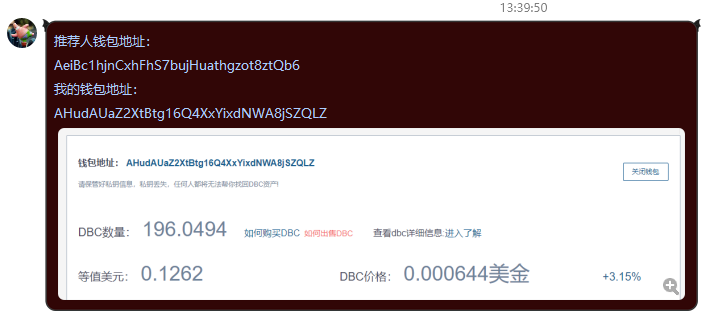 13:39:50
推荐人钱包地址：
AeiBc1hjnCxhFhS7bujHuathgzot8ztQb6
我的钱包地址：
AHudAUaZ2XtBtg16Q4XxYixdNWA8jSZQLZ
钱包地址： AHudAUaZ2XtBtg16Q4XxYixdNWA8jSZQLZ
关闭钱包
请保管好私钥信息，私钥丢失，任何人都将无法帮你找回DBC资产!
DBC数量： 196.0494 如何购买DBC 如何出售DBC 查看dbc详细信息:进入了解
等值美元： 0.1262 DBC价格： 0.000644美金 +3.15%